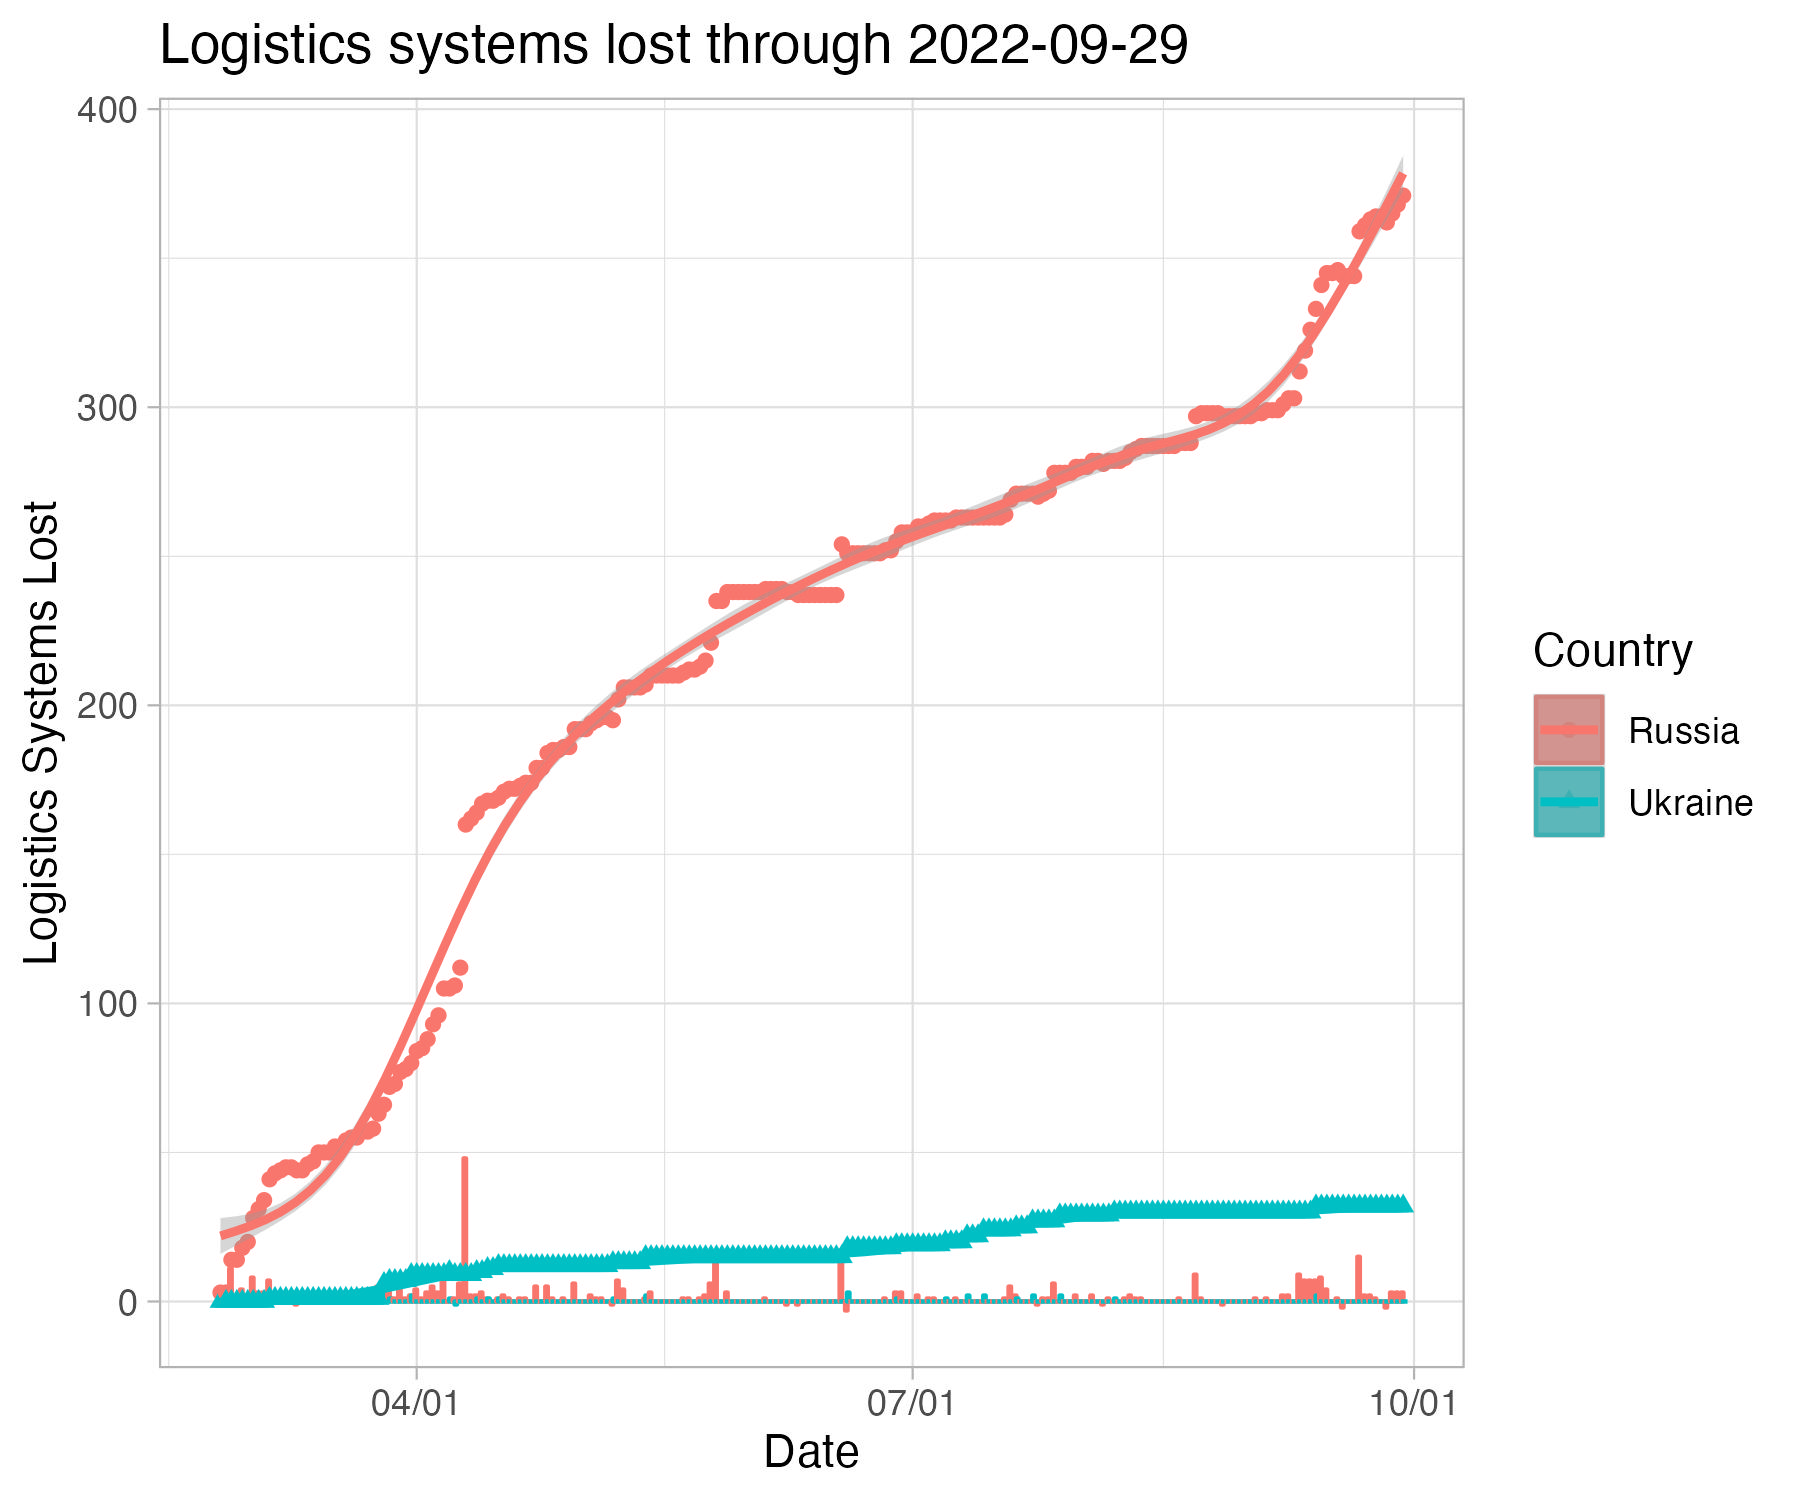 Logistics systems lost through 2022-09-29
Logistics Systems Lost
400
300
200
100
0
04/01
07/01
10/01
Date
Country
Russia
Ukraine